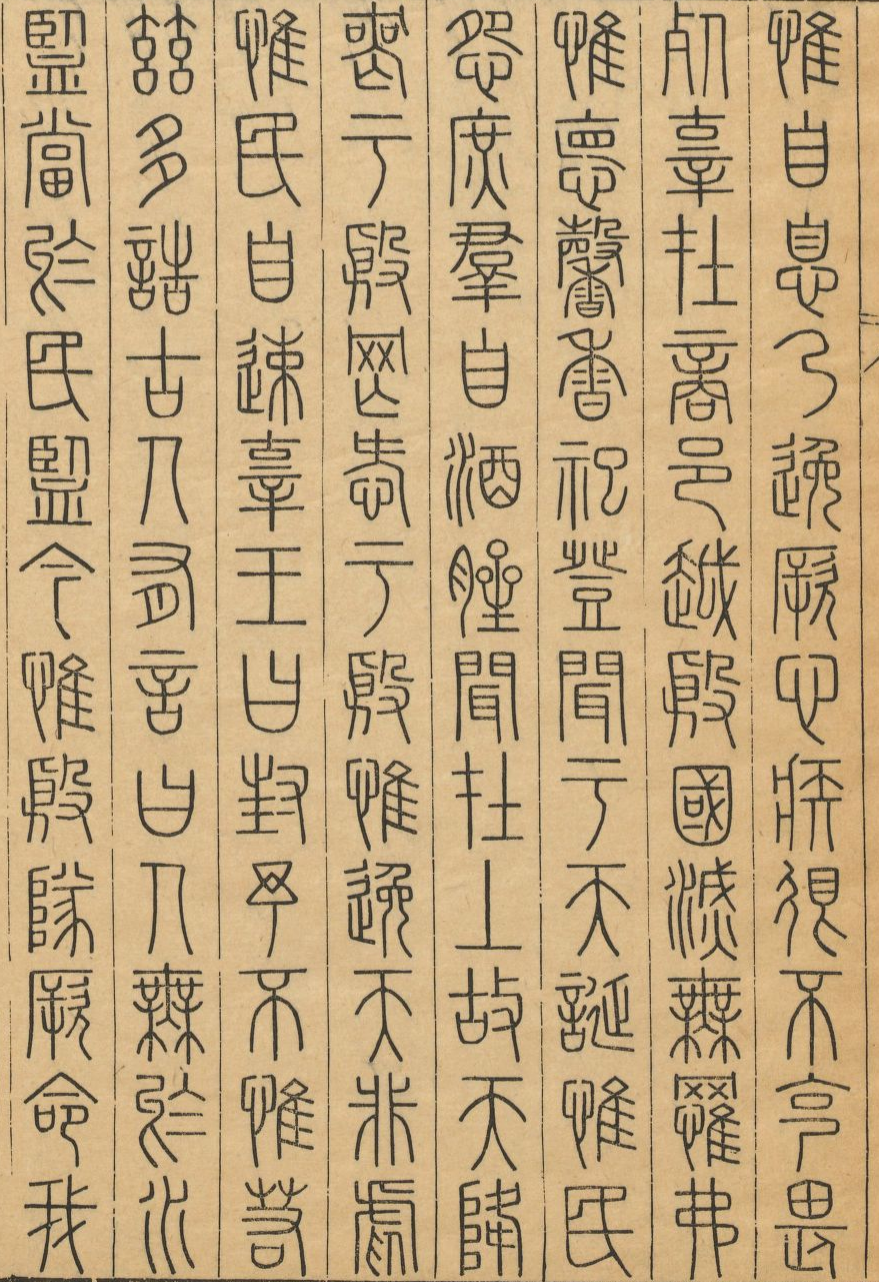 惟自息乃逸厥心疾很不克畏
死辜在商邑越殷國滅無罹弗
惟悳馨香祀登聞于天誕惟民
怨庶羣自酒腥聞在上故天降
喪于殷罔愛于殷惟逸天非虐
惟民自速辜王曰封予不惟若
茲多誥古人有言曰人無於水
監當於民監今惟殷隊厥命我